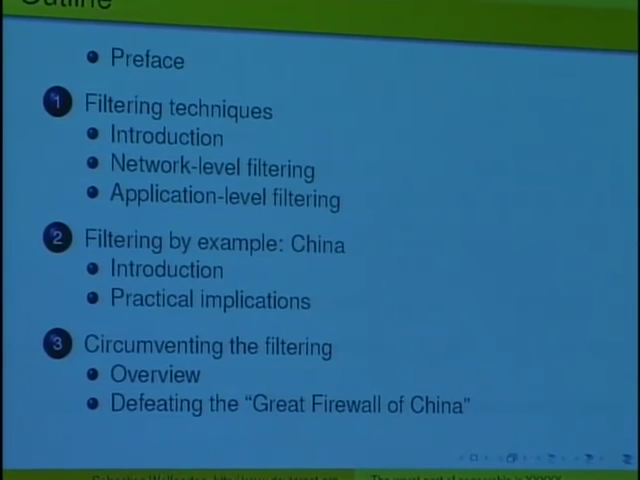 Outline
Preface
1 Filtering techniques
Introduction
Network-level filtering
Application-level filtering
2 Filtering by example: China
Introduction
Practical implications
3 Circumventing the filtering
Overview
Defeating the “Great Firewall of China”